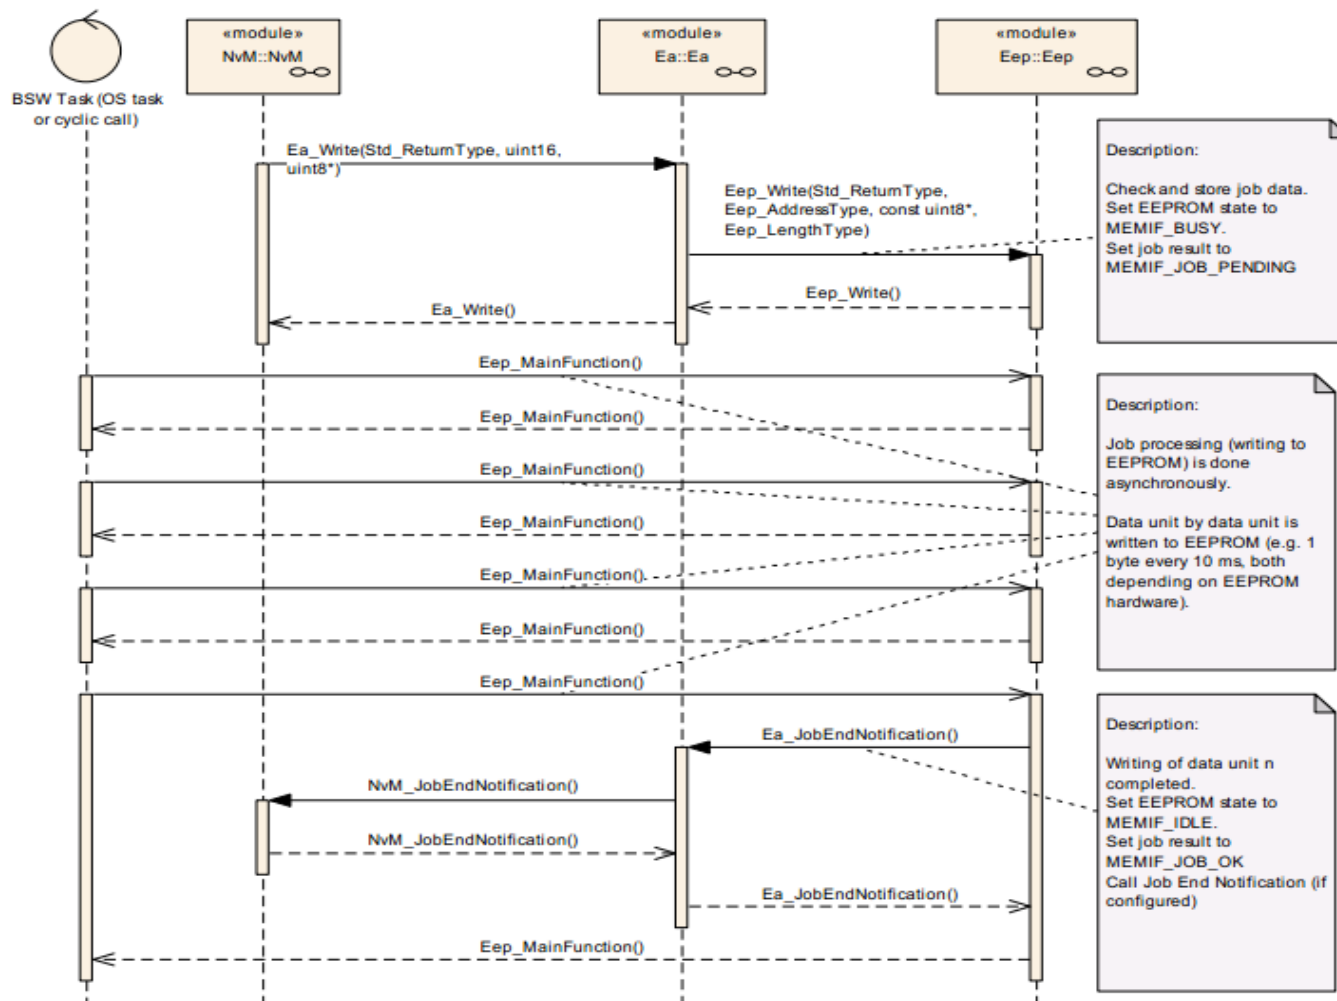 «module»
NvM::NvM
«module»
Ea::Ea
«module»
Eep::Eep
BSW Task (OS task
or cyclic call)
Ea_Write(Std_ReturnType, uint16,
uint8*)
Eep_Write(Std_ReturnType,
Eep_AddressType, const uint8*,
Eep_LengthType)
Description:
Check and store job data.
Set EEPROM state to
MEMIF_BUSY.
Set job result to
MEMIF_JOB_PENDING
Eep_Write()
Ea_Write()
Eep_MainFunction()
Eep_MainFunction()
Eep_MainFunction()
Eep_MainFunction()
Eep_MainFunction()
Eep_MainFunction()
Eep_MainFunction()
Description:
Job processing (writing to
EEPROM) is done
asynchronously.
Data unit by data unit is
written to EEPROM (e.g. 1
byte every 10 ms, both
depending on EEPROM
hardware).
Ea_JobEndNotification()
NvM_JobEndNotification()
NvM_JobEndNotification()
Ea_JobEndNotification()
Eep_MainFunction()
Description:
Writing of data unit n
completed.
Set EEPROM state to
MEMIF_IDLE.
Set job result to
MEMIF_JOB_OK
Call Job End Notification (if
configured)